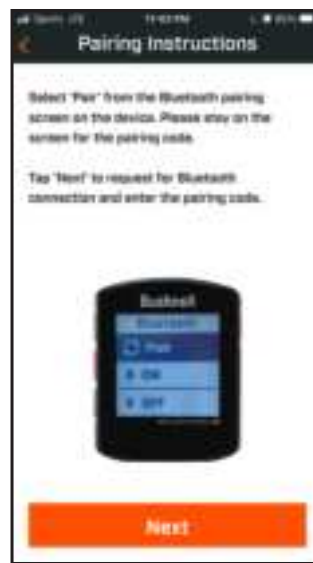 Pairing Instructions
Select "Pair" from the Bluetooth pairing
screen on the device. Please stay on the
screen for the pairing code.
Tap "Next" to request for Bluetooth
connection and enter the pairing code.
Bushnell
Bluetooth
Pair
ON
OFF
Next